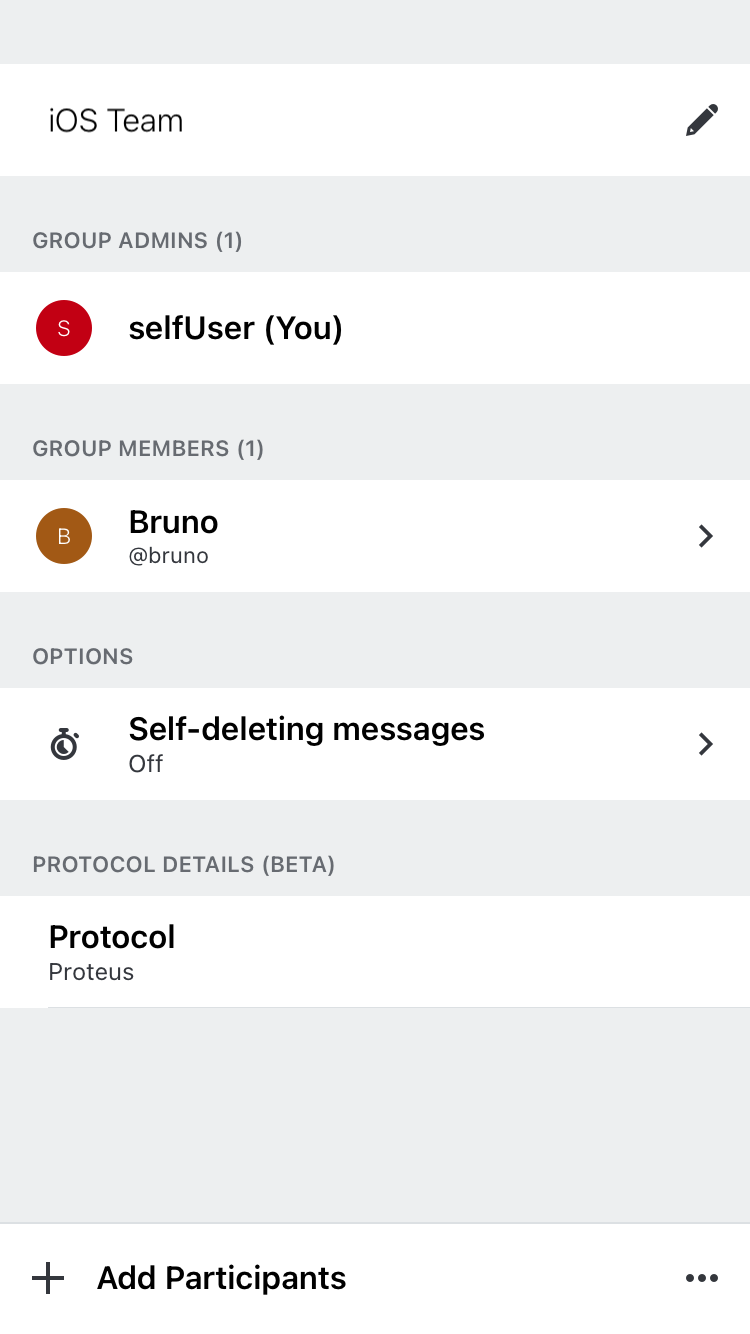 iOS Team
GROUP ADMINS (1)
S
selfUser (You)
GROUP MEMBERS (1)
B
Bruno
@bruno
OPTIONS
Self-deleting messages
Off
PROTOCOL DETAILS (BETA)
Protocol
Proteus
Add Participants